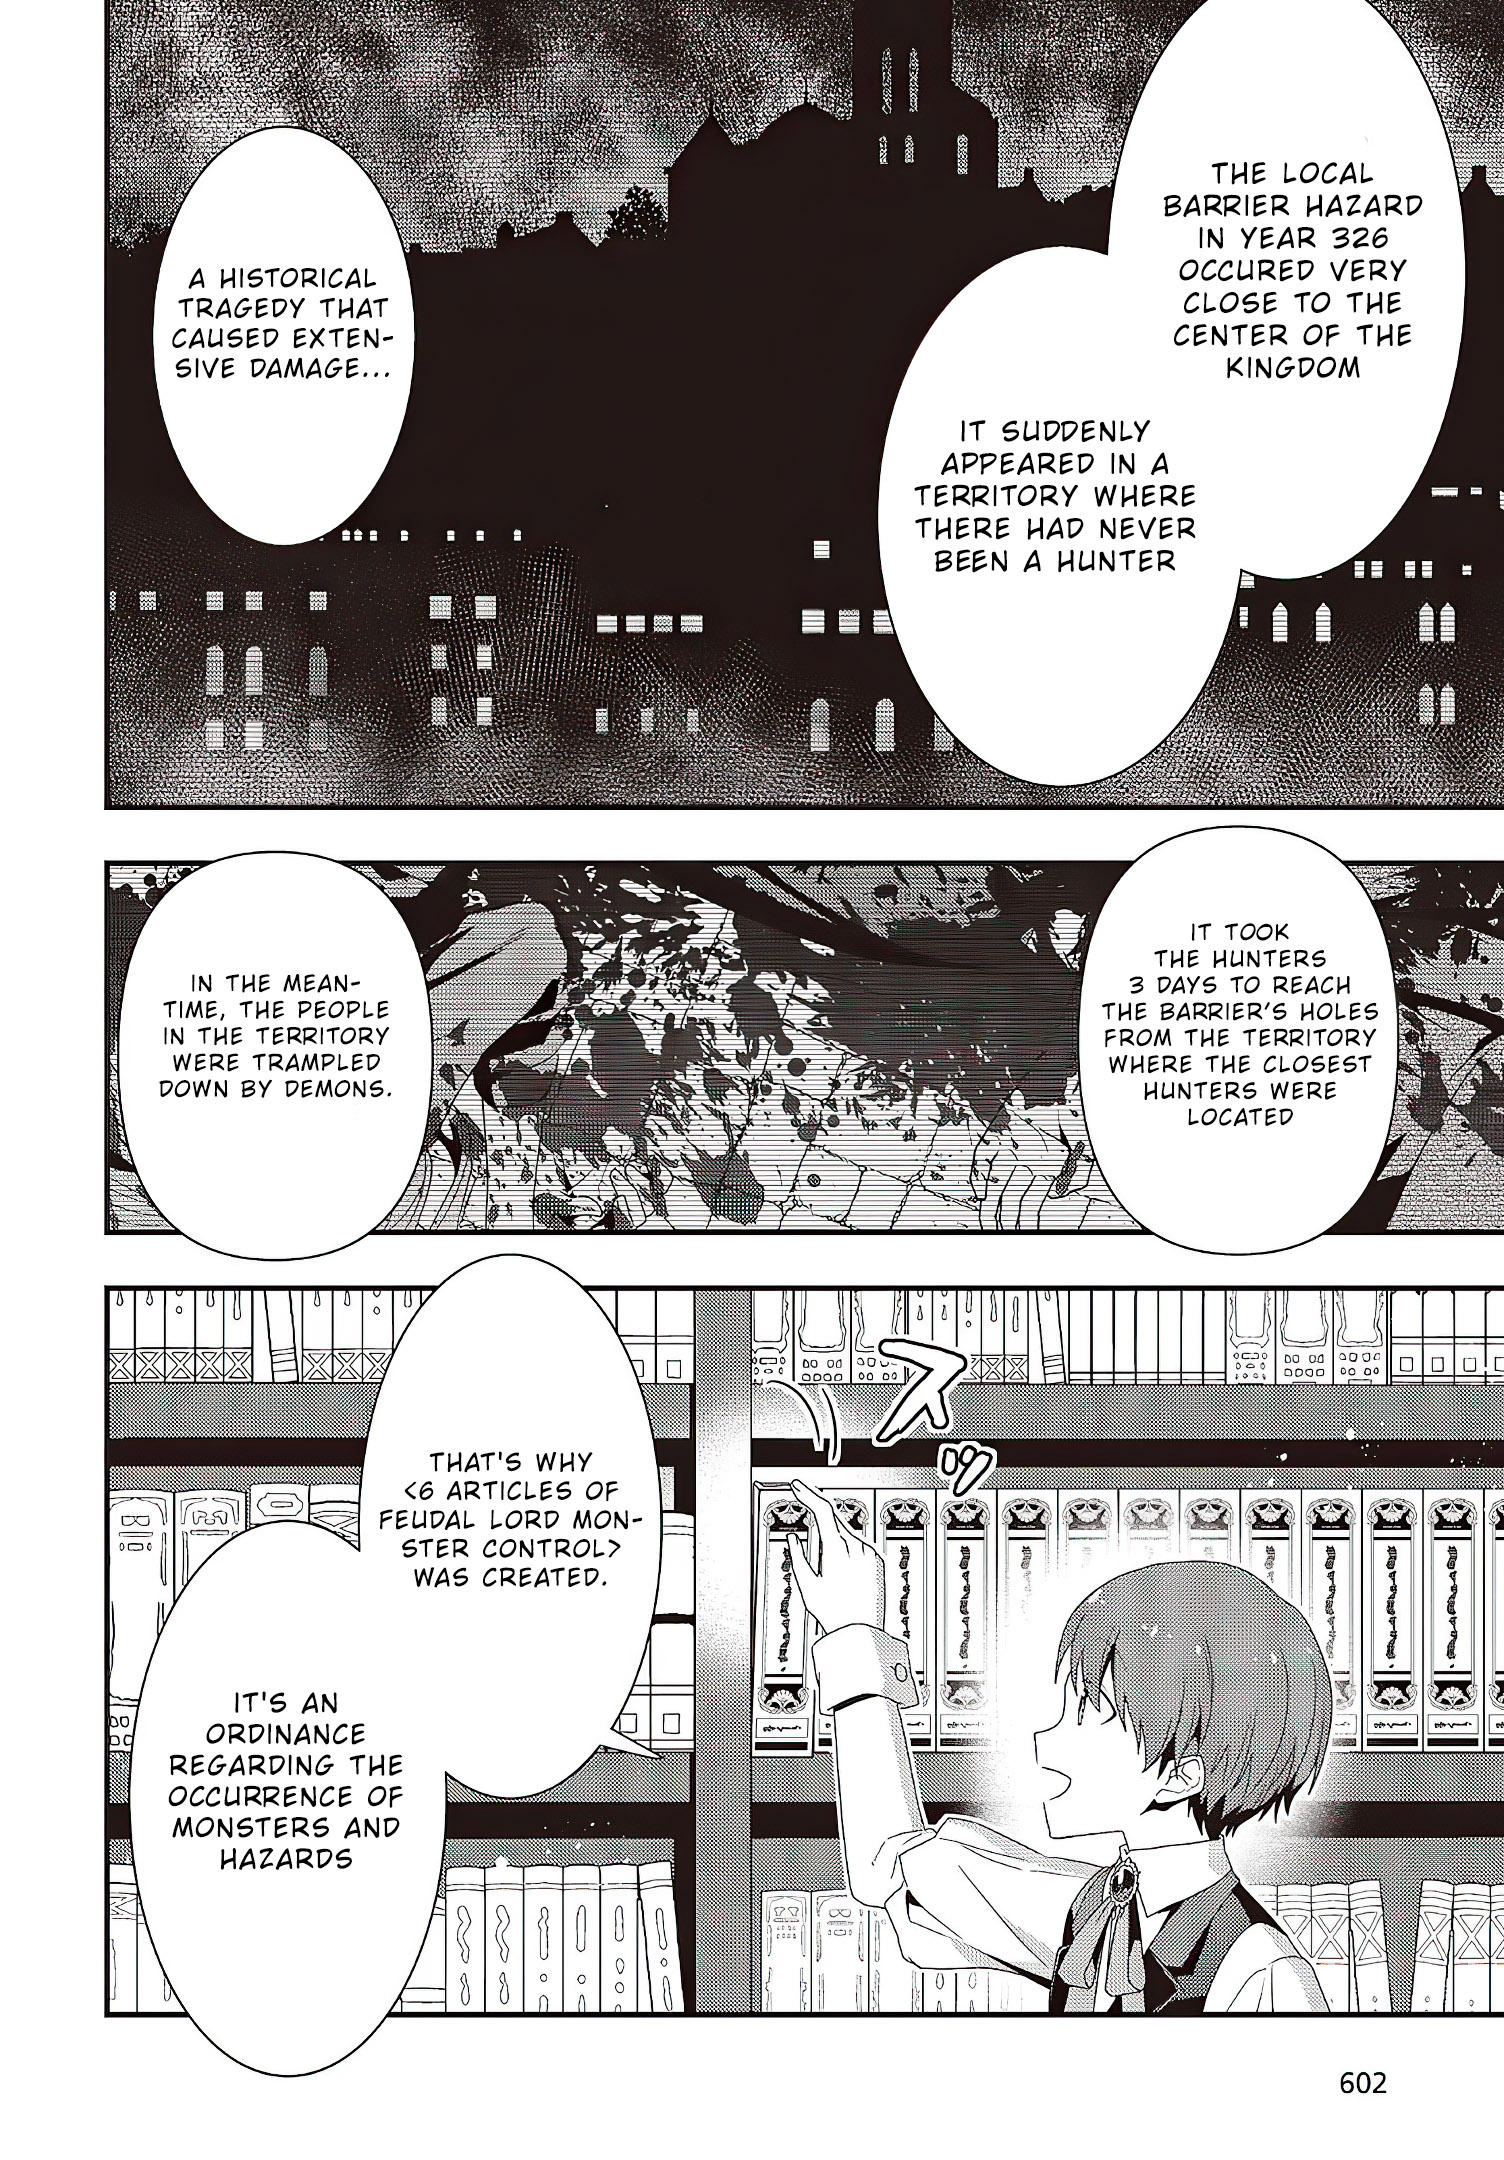 THE LOCAL
BARRIER HAZARD
IN YEAR 326
OCCURED VERY
CLOSE TO THE
CENTER OF THE
KINGDOM
IT SUDDENLY
APPEARED IN A
TERRITORY WHERE
THERE HAD NEVER
BEEN A HUNTER
A HISTORICAL
TRAGEDY THAT
CAUSED EXTEN-
SIVE DAMAGE...
IT TOOK
THE HUNTERS
3 DAYS TO REACH
THE BARRIER'S HOLES
FROM THE TERRITORY
WHERE THE CLOSEST
HUNTERS WERE
LOCATED
IN THE MEAN-
TIME, THE PEOPLE
IN THE TERRITORY
WERE TRAMPLED
DOWN BY DEMONS.
スッ
THAT'S WHY
<6 ARTICLES OF
FEUDAL LORD MON-
STER CONTROL>
WAS CREATED.
IT'S AN
ORDINANCE
REGARDING THE
OCCURRENCE OF
MONSTERS AND
HAZARDS
602